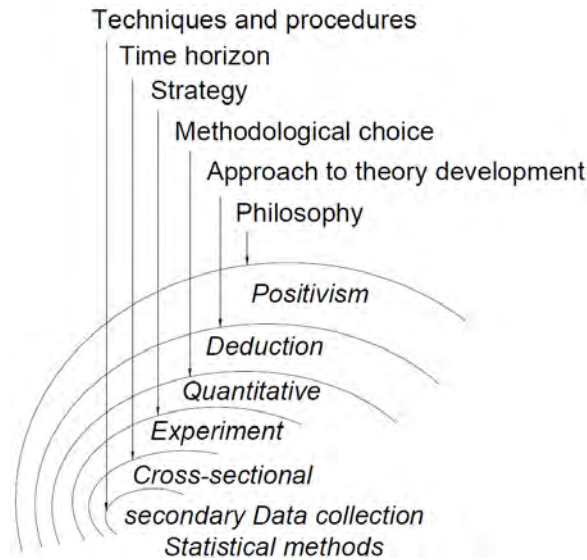 Techniques and procedures
Time horizon
Strategy
Methodological choice
Approach to theory development
Philosophy
Positivism
Deduction
Quantitative
Experiment
Cross-sectional
secondary Data collection
Statistical methods